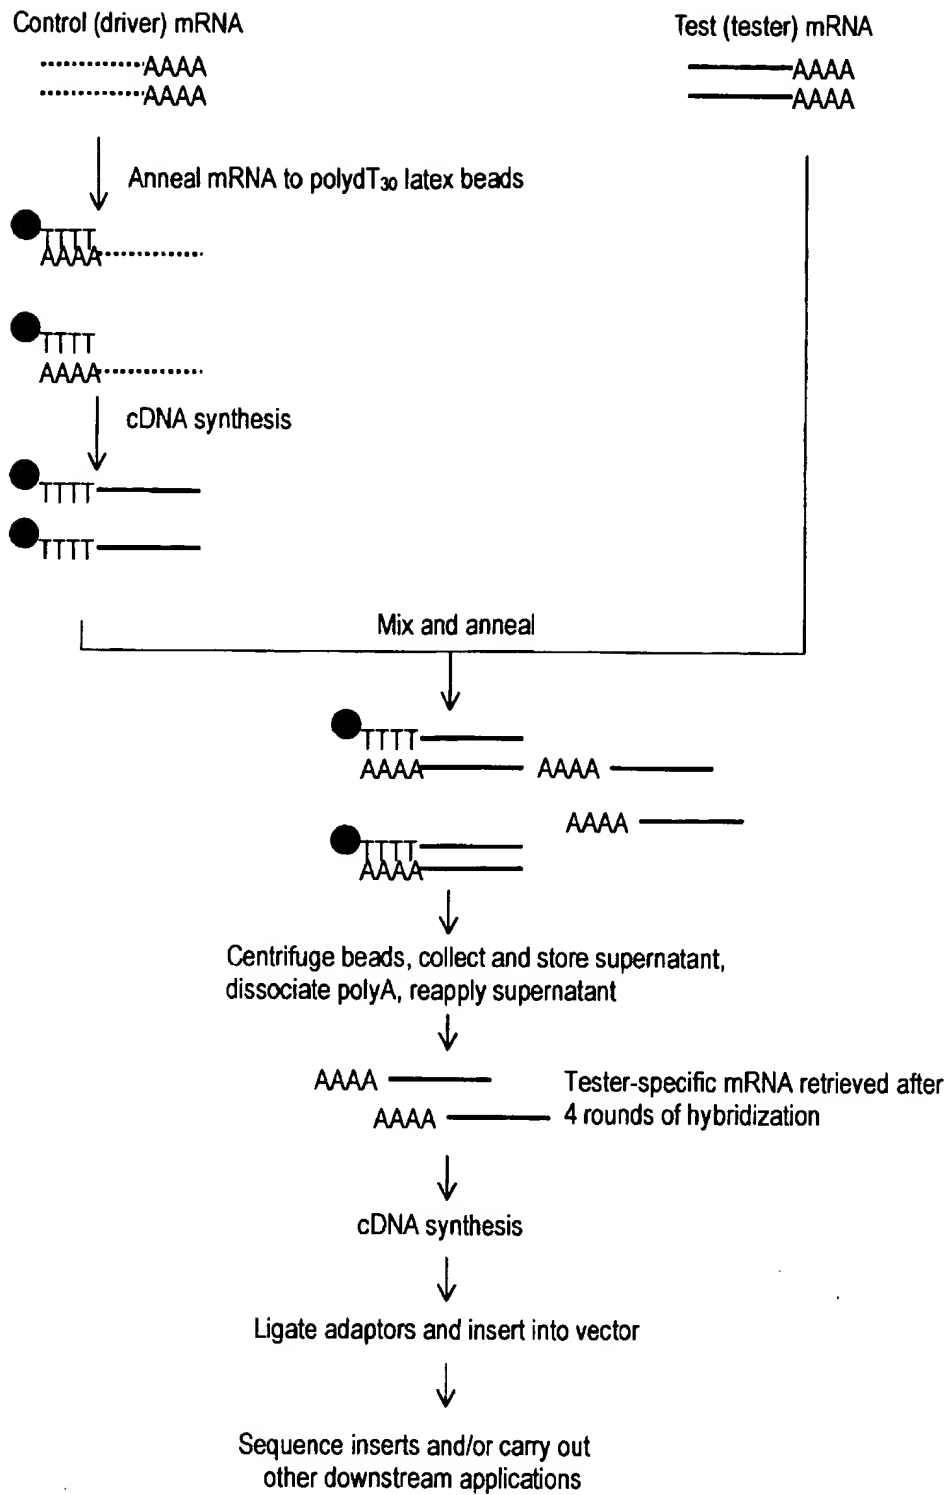 Control (driver) mRNA
Test (tester) mRNA
AAAA
AAAA
AAAA
AAAA
Anneal mRNA to polydT30 latex beads
TTTT
AAAA
TTTT
AAAA
cDNA synthesis
TTTT
TTTT
Mix and anneal
TTTT
AAAA AAAA
AAAA
TTTT
AAAA
Centrifuge beads, collect and store supernatant,
dissociate polyA, reapply supernatant
AAAA
AAAA
Tester-specific mRNA retrieved after
4 rounds of hybridization
cDNA synthesis
Ligate adaptors and insert into vector
Sequence inserts and/or carry out
other downstream applications